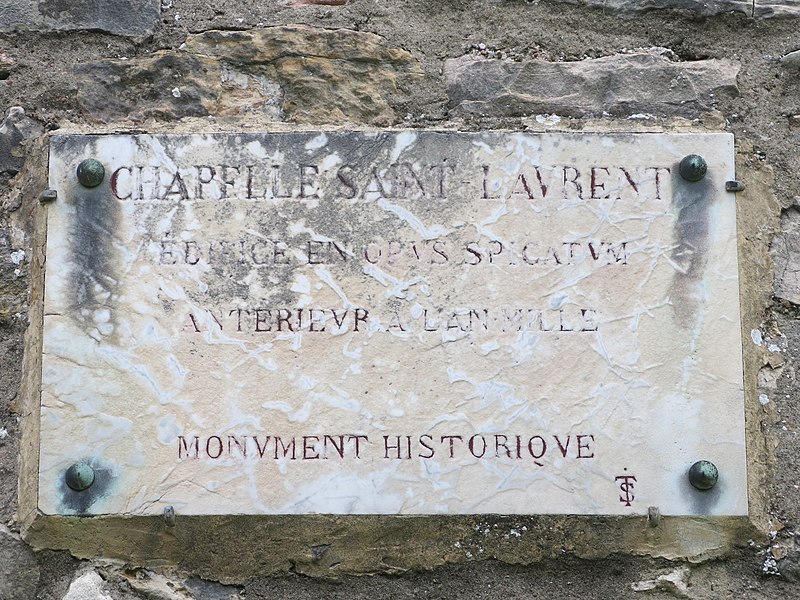 CHAPELLE SAINT-LAVRENT
EDIFICE EN OPVS SPICATVM
ANTERIEVR À L'AN MILLE
MONVMENT HISTORIQVE